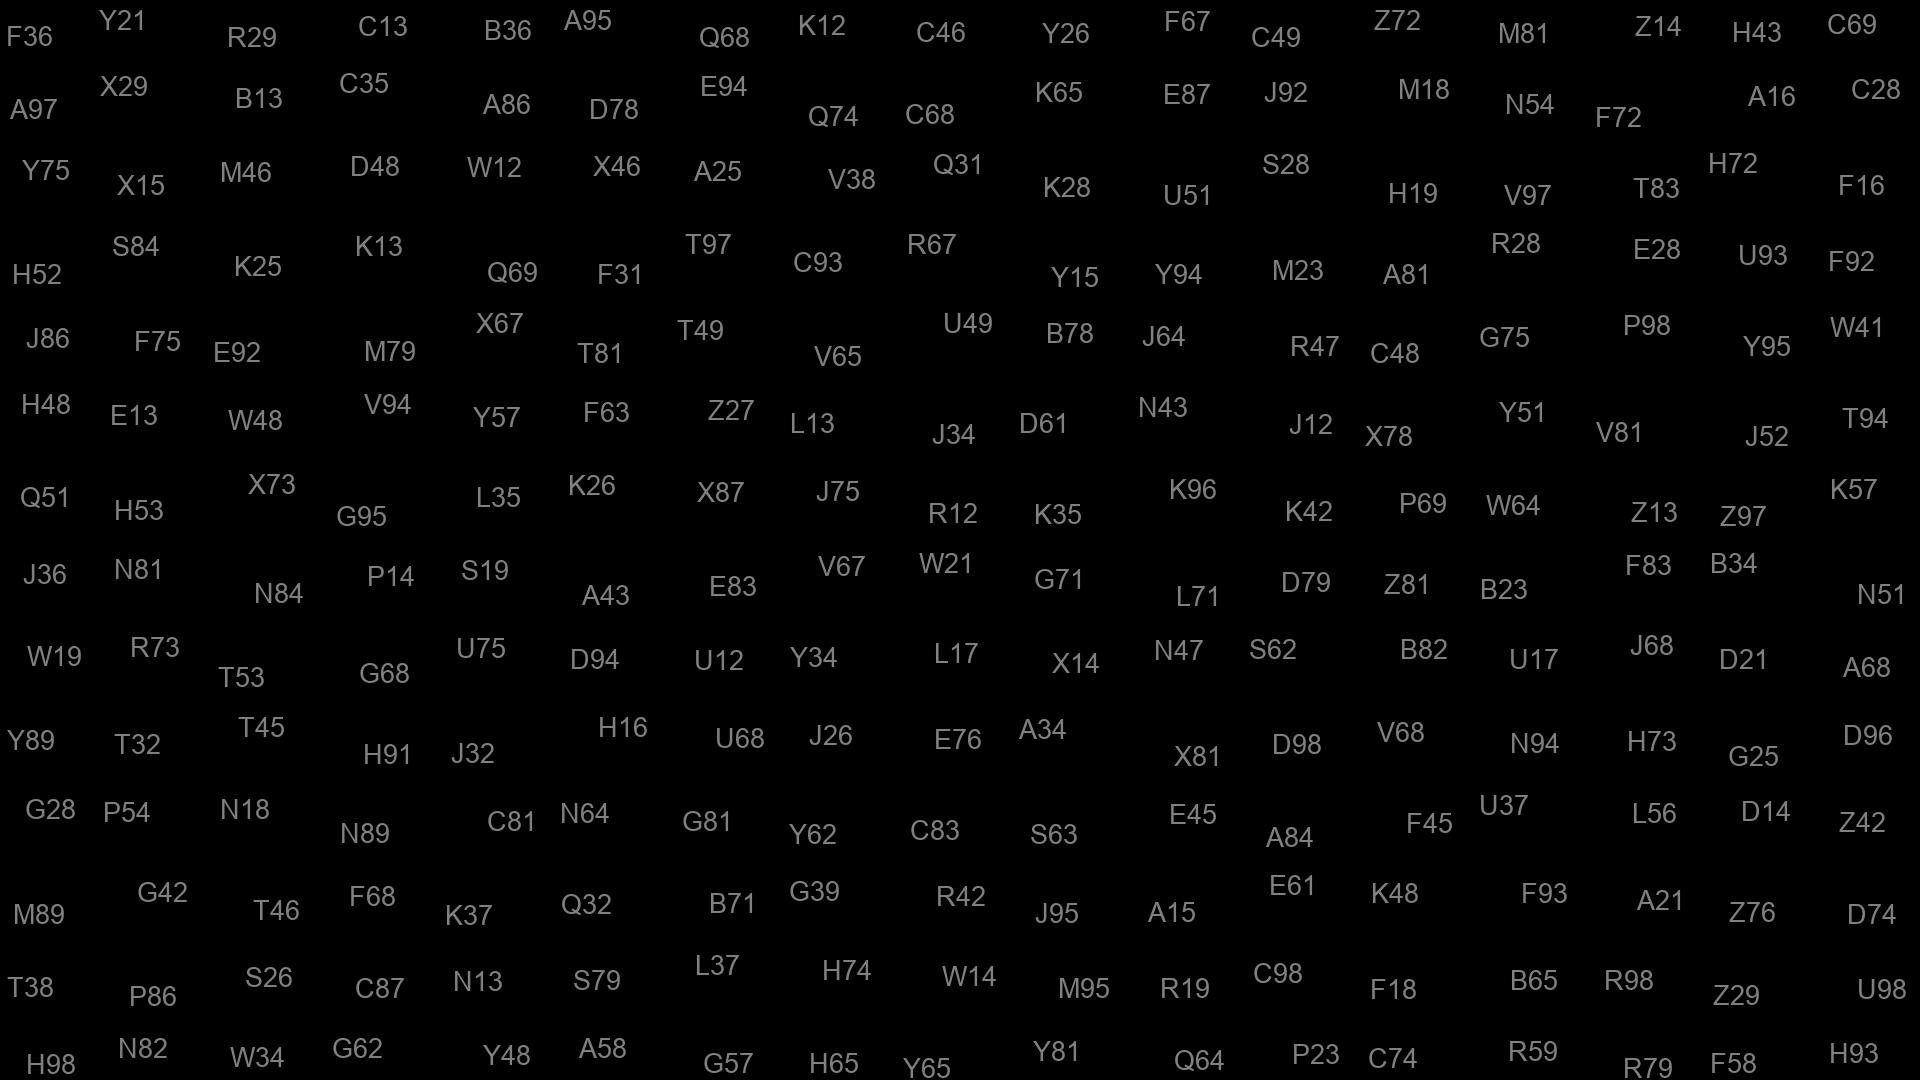 F36 Y21 R29 C13 B36 A95 Q68 K12 C46 Y26 F67 C49 Z72 M81 Z14 H43 C69
A97 X29 B13 C35 A86 D78 E94 Q74 C68 K65 E87 J92 M18 N54 F72 A16 C28
Y75 X15 M46 D48 W12 X46 A25 V38 Q31 K28 U51 S28 H19 V97 T83 H72 F16
H52 S84 K25 K13 Q69 F31 T97 C93 R67 Y15 Y94 M23 A81 R28 E28 U93 F92
J86 F75 E92 M79 X67 T81 T49 V65 U49 B78 J64 R47 C48 G75 P98 Y95 W41
H48 E13 W48 V94 Y57 F63 Z27 L13 J34 D61 N43 J12 X78 Y51 V81 J52 T94
Q51 H53 X73 G95 L35 K26 X87 J75 R12 K35 K96 K42 P69 W64 Z13 Z97 K57
J36 N81 N84 P14 S19 A43 E83 V67 W21 G71 L71 D79 Z81 B23 F83 B34 N51
W19 R73 T53 G68 U75 D94 U12 Y34 L17 X14 N47 S62 B82 U17 J68 D21 A68
Y89 T32 T45 H91 J32 H16 U68 J26 E76 A34 X81 D98 V68 N94 H73 G25 D96
G28 P54 N18 N89 C81 N64 G81 Y62 C83 S63 E45 A84 F45 U37 L56 D14 Z42
M89 G42 T46 F68 K37 Q32 B71 G39 R42 J95 A15 E61 K48 F93 A21 Z76 D74
T38 P86 S26 C87 N13 S79 L37 H74 W14 M95 R19 C98 F18 B65 R98 Z29 U98
H98 N82 W34 G62 Y48 A58 G57 H65 Y65 Y81 Q64 P23 C74 R59 R79 F58 H93